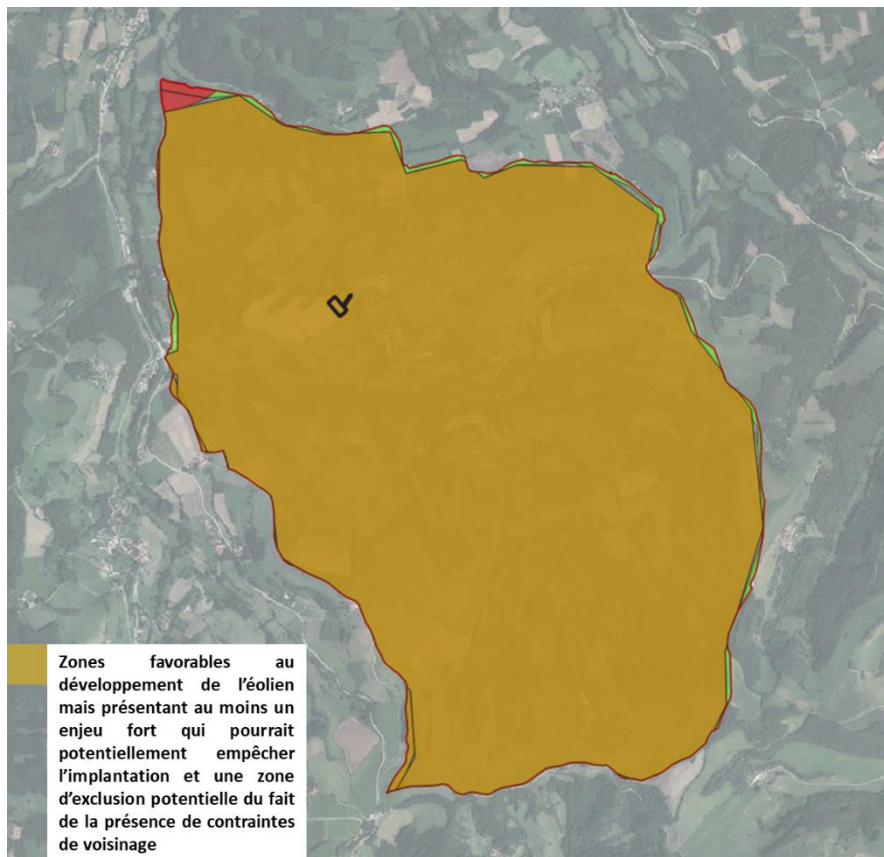 Zones favorables au
développement de l’éolien
mais présentant au moins un
enjeu fort qui pourrait
potentiellement empêcher
l’implantation et une zone
d’exclusion potentielle du fait
de la présence de contraintes
de voisinage